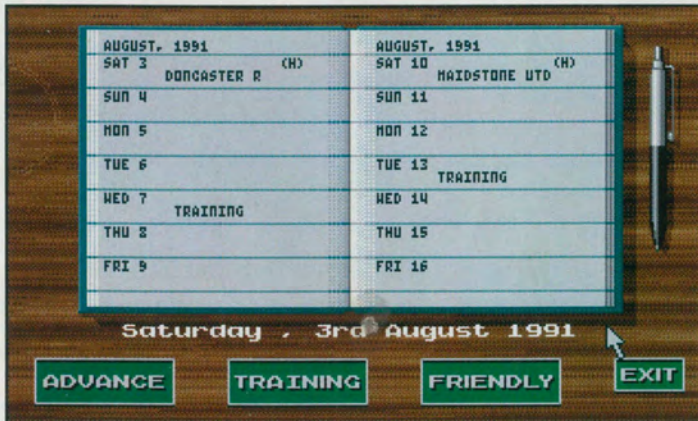 AUGUST, 1991
SAT 3 (H)
DONCASTER R
SUN 4
MON 5
TUE 6
WED 7
TRAINING
THU 8
FRI 9
AUGUST, 1991
SAT 10 (H)
MAIDSTONE UTD
SUN 11
MON 12
TUE 13
TRAINING
WED 14
THU 15
FRI 16
Saturday , 3rd August 1991
ADVANCE TRAINING FRIENDLY EXIT